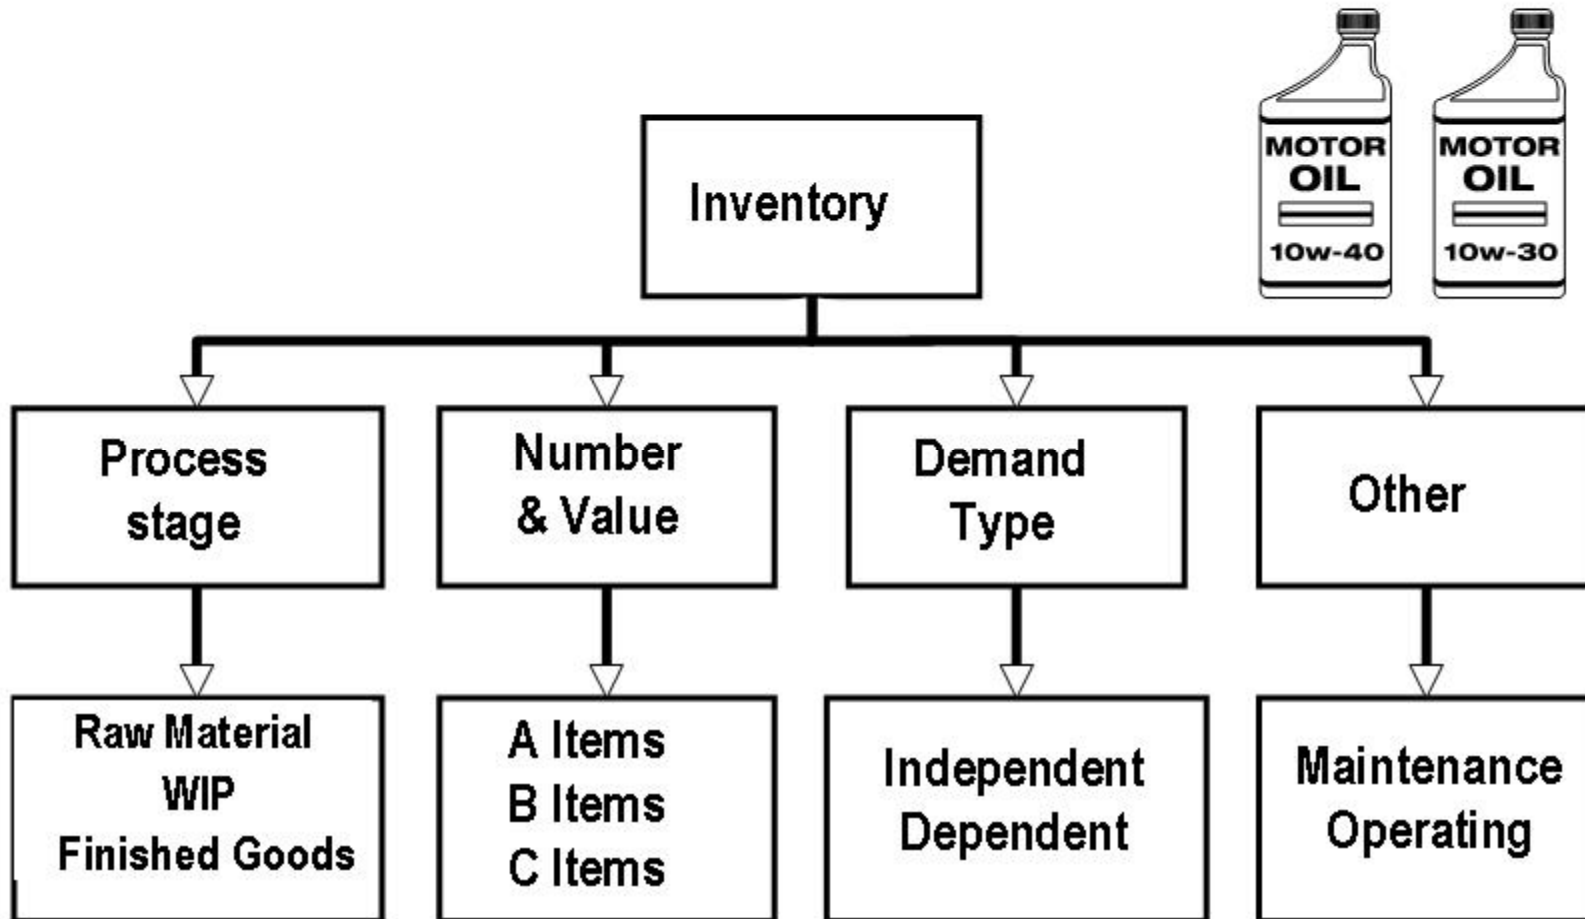 MOTOR
OIL
10w-40
MOTOR
OIL
10w-30
Inventory
Process
stage
Number
& Value
Demand
Type
Other
Raw Material
WIP
Finished Goods
A Items
B Items
C Items
Independent
Dependent
Maintenance
Operating